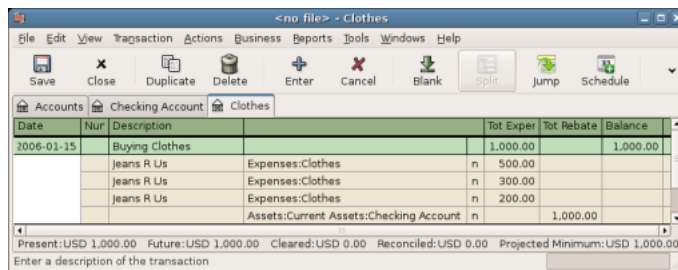 <no file> - Clothes
File Edit View Transaction Actions Business Reports Tools Windows Help
Save Close Duplicate Delete Enter Cancel Blank Split Jump Schedule
Accounts Checking Account Clothes
Date Nur Description Tot Exper Tot Rebate Balance
2006-01-15 Buying Clothes 1,000.00 1,000.00
Jeans R Us Expenses:Clothes n 500.00
Jeans R Us Expenses:Clothes n 300.00
Jeans R Us Expenses:Clothes n 200.00
Assets:Current Assets:Checking Account n 1,000.00
Present:USD 1,000.00 Future:USD 1,000.00 Cleared:USD 0.00 Reconciled:USD 0.00 Projected Minimum:USD 1,000.00
Enter a description of the transaction